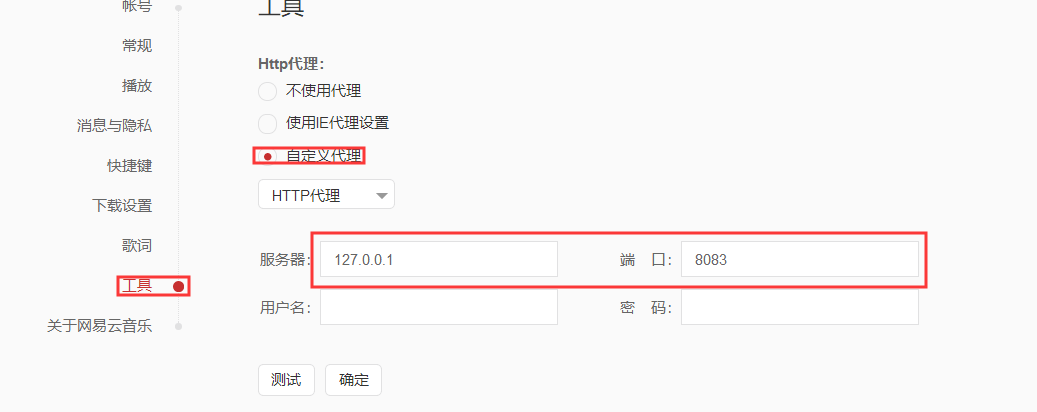 帐号
常规
播放
消息与隐私
快捷键
下载设置
歌词
工具
关于网易云音乐
工具
Http代理：
不使用代理
使用IE代理设置
自定义代理
HTTP代理
服务器： 127.0.0.1 端 口： 8083
用户名： 密 码：
测试 确定